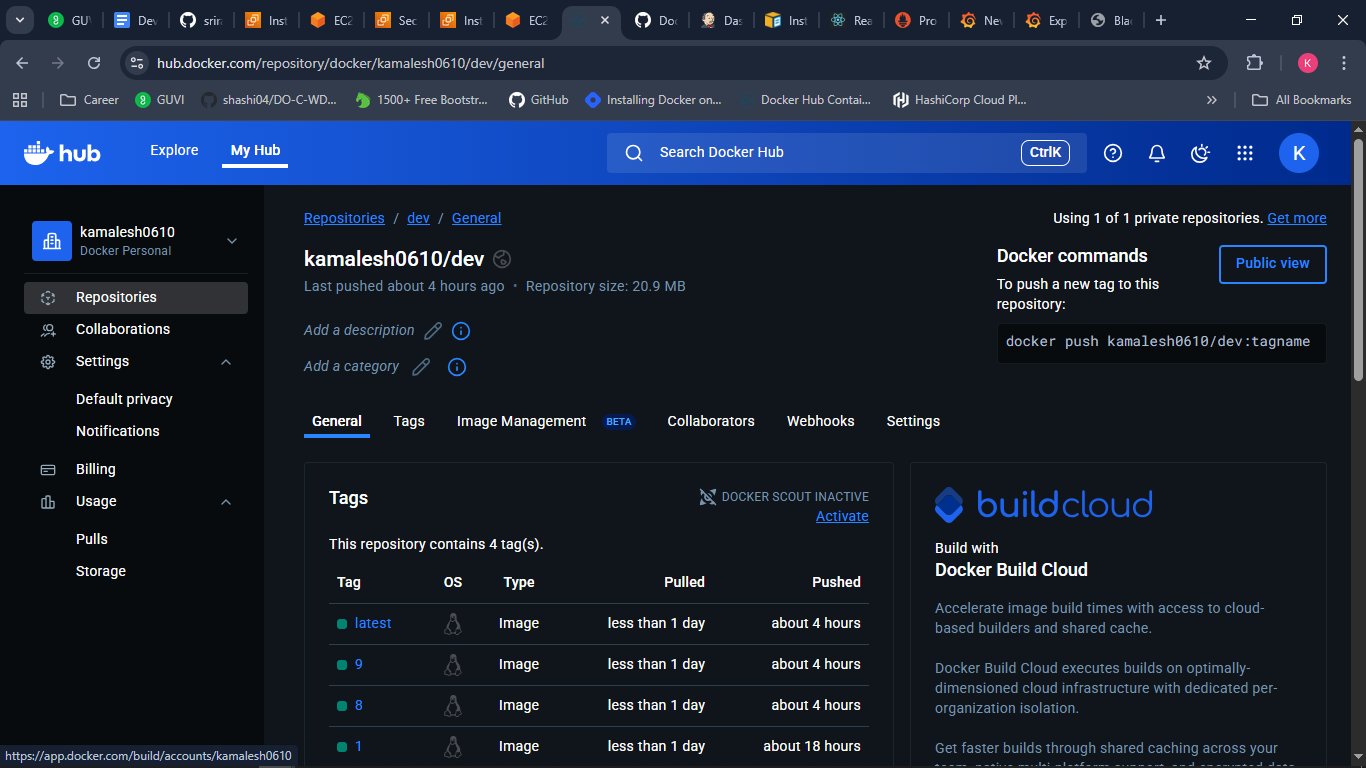 GUV
Dev
srira
Inst
EC2
Sec
Inst
EC2
Doc
Das
Inst
Rea
Pro
Nev
Exp
Bla
hub.docker.com/repository/docker/kamalesh0610/dev/general
K
Career
GUVI
shashi04/DO-C-WD...
1500+ Free Bootstr...
GitHub
Installing Docker on...
Docker Hub Contai...
HashiCorp Cloud Pl...
All Bookmarks
hub
Explore
My Hub
Search Docker Hub
CtrlK
K
kamalesh0610
Docker Personal
Repositories
Collaborations
Settings
Default privacy
Notifications
Billing
Usage
Pulls
Storage
Repositories / dev / General
Using 1 of 1 private repositories. Get more
kamalesh0610/dev
Last pushed about 4 hours ago • Repository size: 20.9 MB
Add a description
Add a category
Docker commands
Public view
To push a new tag to this
repository:
docker push kamalesh0610/dev:tagname
General Tags Image Management BETA Collaborators Webhooks Settings
Tags
DOCKER SCOUT INACTIVE
Activate
This repository contains 4 tag(s).
Tag OS Type Pulled Pushed
latest Image less than 1 day about 4 hours
9 Image less than 1 day about 4 hours
8 Image less than 1 day about 4 hours
1 Image less than 1 day about 18 hours
buildcloud
Build with
Docker Build Cloud
Accelerate image build times with access to cloud-
based builders and shared cache.
Docker Build Cloud executes builds on optimally-
dimensioned cloud infrastructure with dedicated per-
organization isolation.
Get faster builds through shared caching across your
https://app.docker.com/build/accounts/kamalesh0610